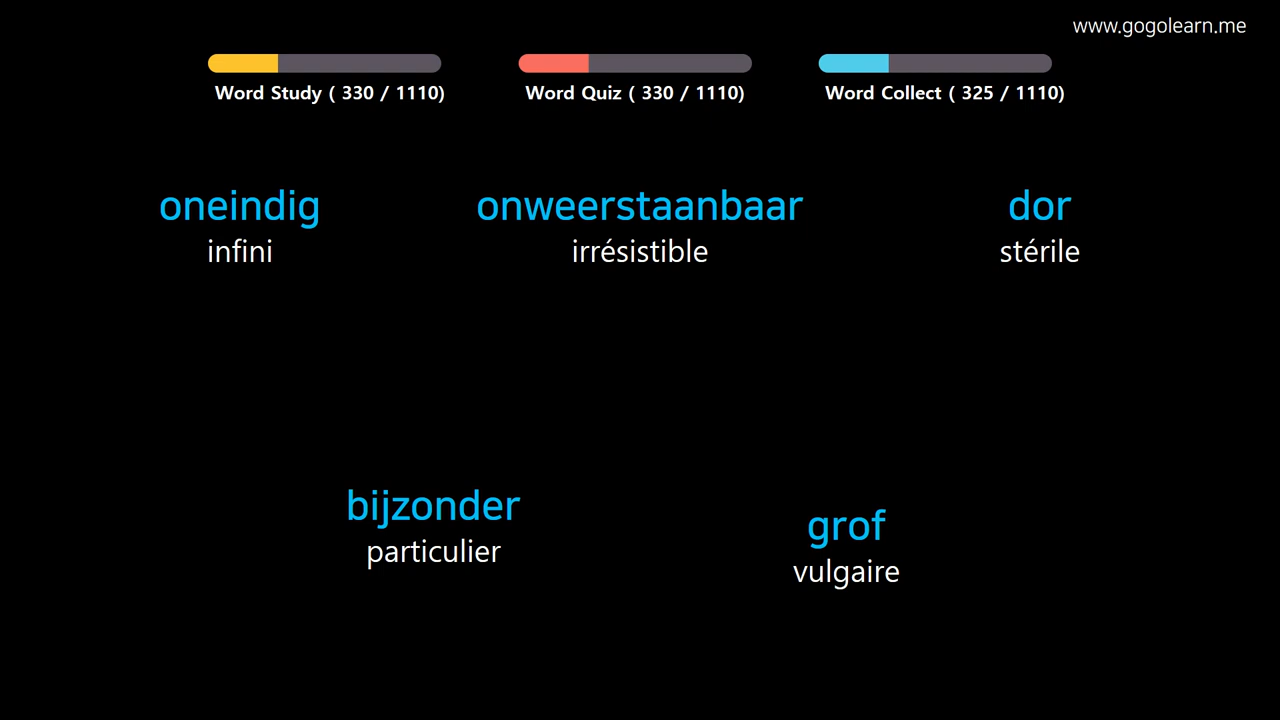 www.gogolearn.me
Word Study ( 330 / 1110)
Word Quiz ( 330 / 1110)
Word Collect ( 325 / 1110)
oneindig
infini
onweerstaanbaar
irrésistible
dor
stérile
bijzonder
particulier
grof
vulgaire